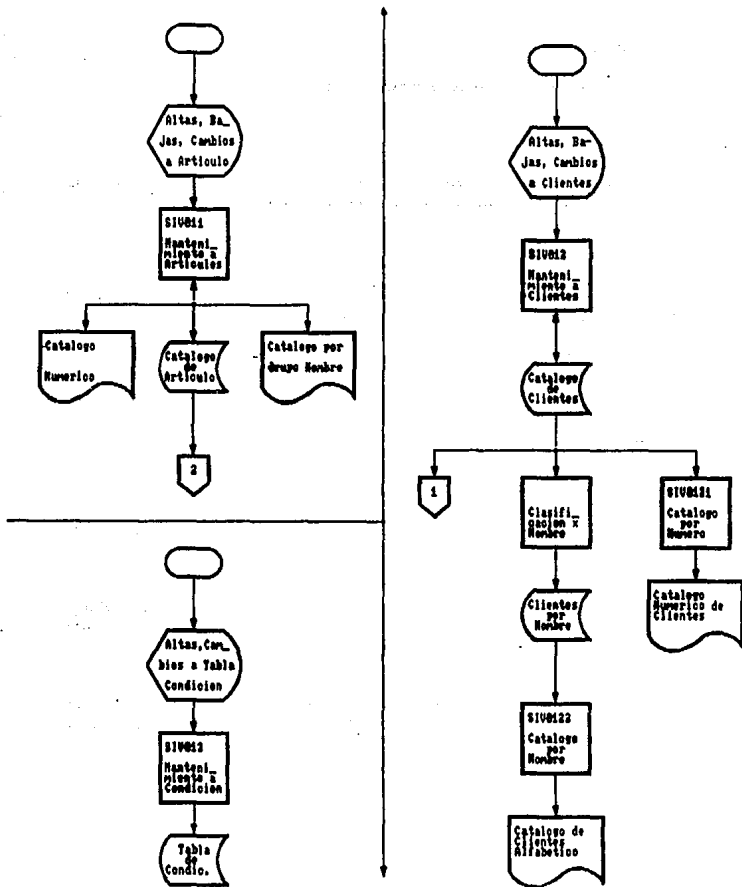 Altas, Ba_
jas, Cambios
a Articulo
SIV011
Manteni_
miento a
Articulos
Catalogo
Numerico
Catalogo
de
Articulo
Catalogo por
Grupo Nombre
2
Altas,Cam_
bios a Tabla
Condicion
SIV013
Manteni_
miento a
Condicion
Tabla
de
Condic.
Altas, Ba-
jas, Cambios
a Clientes
SIV012
Manteni_
miento a
Clientes
Catalogo
de
Clientes
1
Clasifi_
cacion x
Nombre
SIV0121
Catalogo
por
Numero
Clientes
por
Nombre
Catalogo
Numerico de
Clientes
SIV0122
Catalogo
por
Nombre
Catalogo de
Clientes
Alfabetico